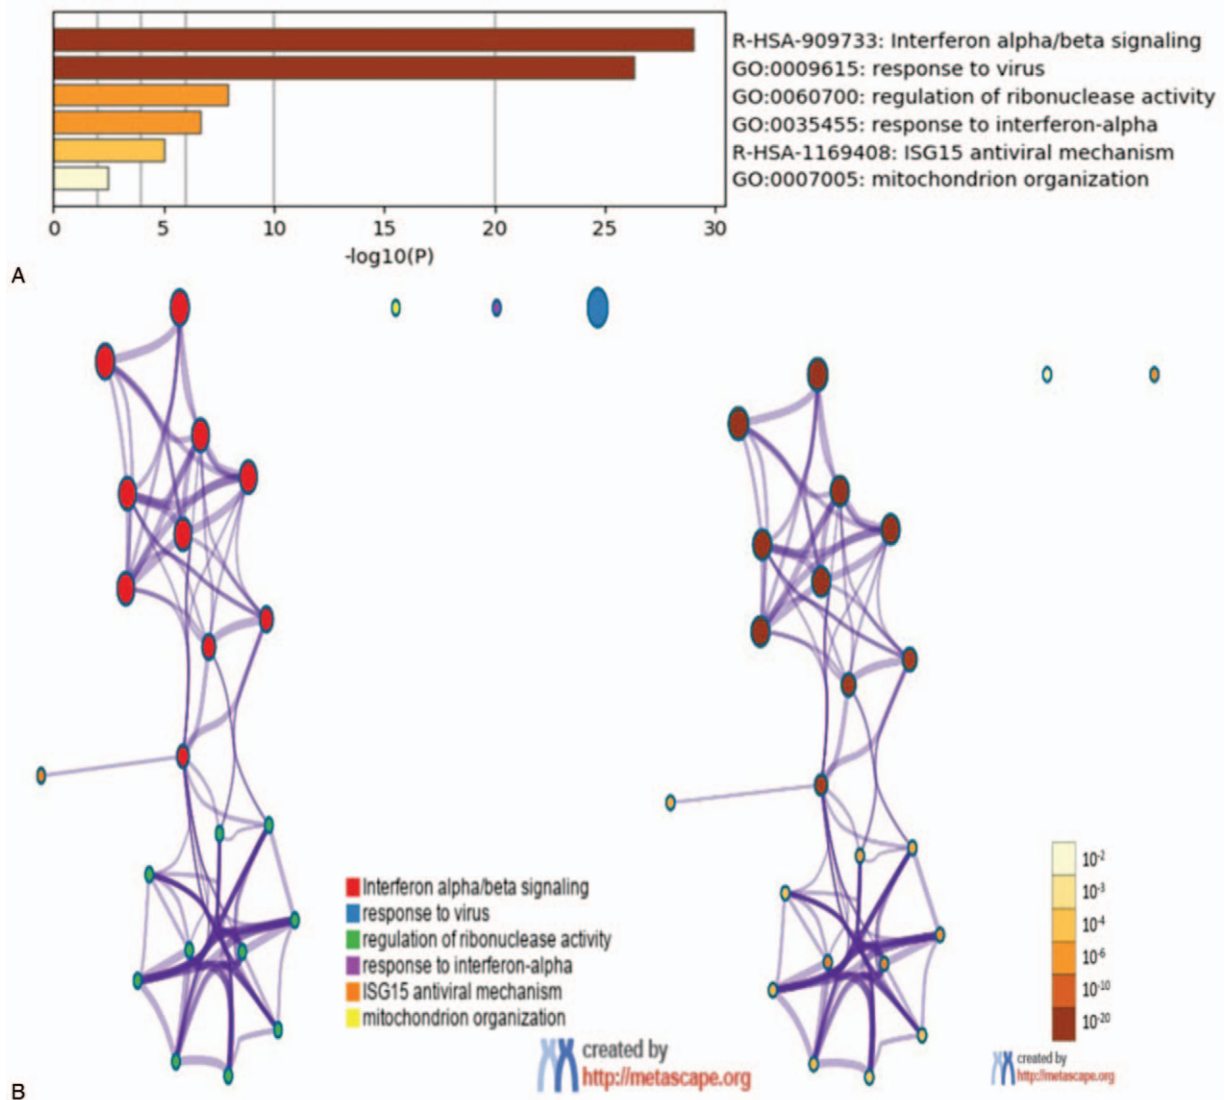 R-HSA-909733: Interferon alpha/beta signaling
GO:0009615: response to virus
GO:0060700: regulation of ribonuclease activity
GO:0035455: response to interferon-alpha
R-HSA-1169408: ISG15 antiviral mechanism
GO:0007005: mitochondrion organization
0 5 10 15 20 25 30
-log10(P)
A
Interferon alpha/beta signaling
response to virus
regulation of ribonuclease activity
response to interferon-alpha
ISG15 antiviral mechanism
mitochondrion organization
10-2
10-3
10-4
10-6
10-10
10-20
created by
http://metascape.org
created by
http://metascape.org
B